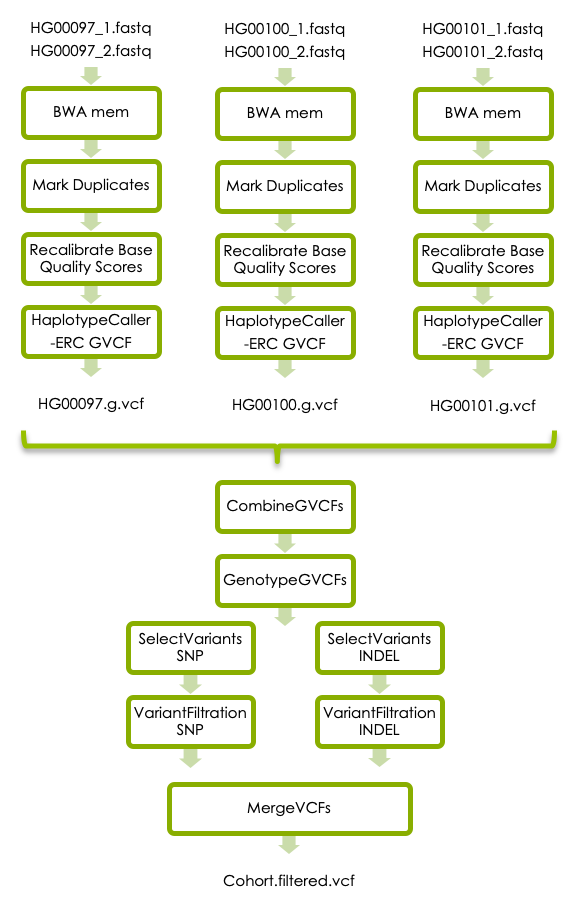 HG00097_1.fastq
HG00097_2.fastq
HG00100_1.fastq
HG00100_2.fastq
HG00101_1.fastq
HG00101_2.fastq
BWA mem
BWA mem
BWA mem
Mark Duplicates
Mark Duplicates
Mark Duplicates
Recalibrate Base
Quality Scores
Recalibrate Base
Quality Scores
Recalibrate Base
Quality Scores
HaplotypeCaller
-ERC GVCF
HaplotypeCaller
-ERC GVCF
HaplotypeCaller
-ERC GVCF
HG00097.g.vcf
HG00100.g.vcf
HG00101.g.vcf
CombineGVCFs
GenotypeGVCFs
SelectVariants
SNP
SelectVariants
INDEL
VariantFiltration
SNP
VariantFiltration
INDEL
MergeVCFs
Cohort.filtered.vcf